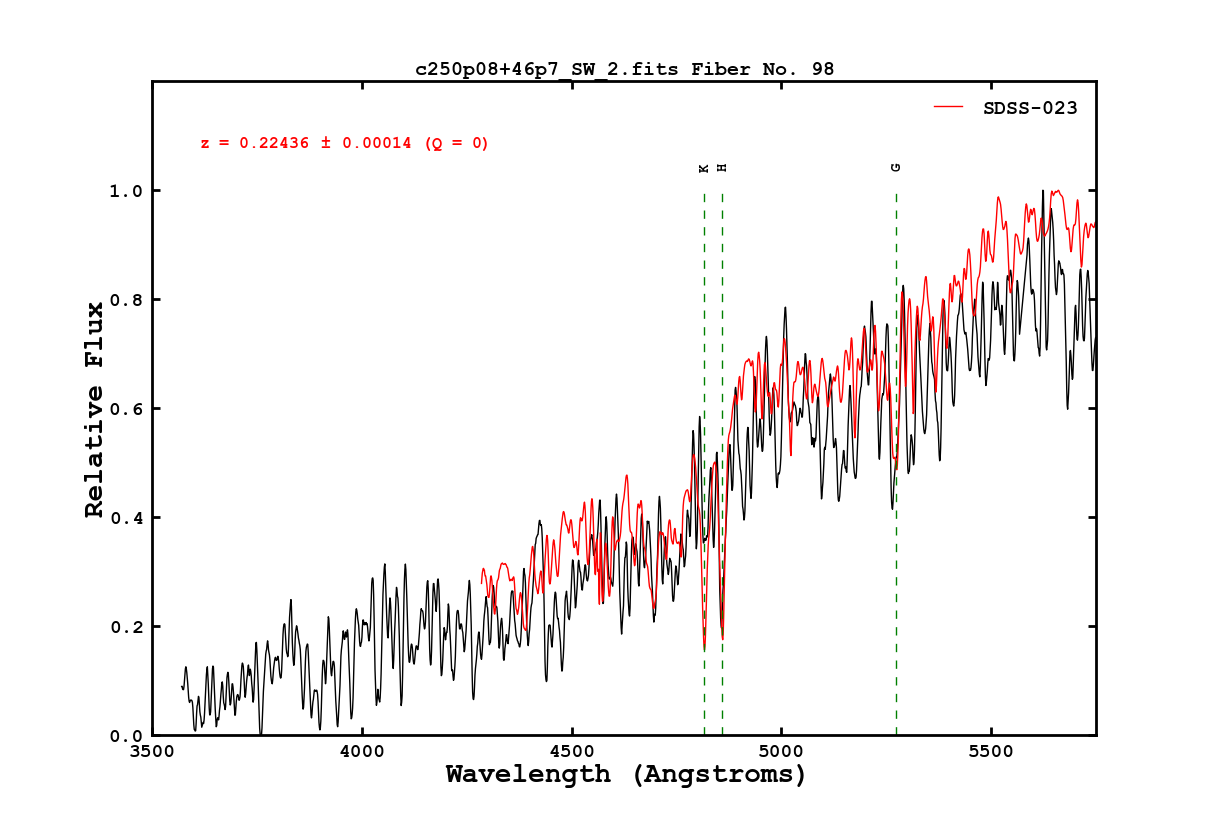 c250p08+46p7_SW_2.fits Fiber No. 98
SDSS-023
z = 0.22436 ± 0.00014 (Q = 0)
K H G
1.0
0.8
0.6
0.4
0.2
0.0
Relative Flux
3500 4000 4500 5000 5500
Wavelength (Angstroms)